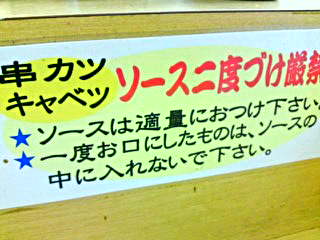 串カツ
キャベツ
ソース二度づけ厳禁
★ソースは適量におつけ下さい。
★一度お口にしたものは、ソースの
中に入れないで下さい。